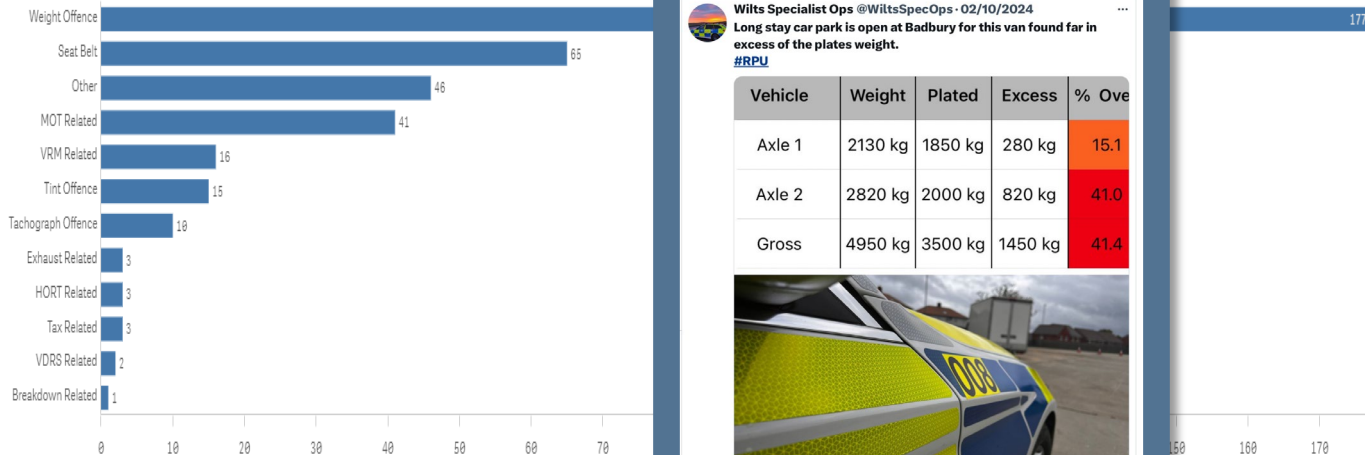 Weight Offence 177
Seat Belt 65
Other 46
MOT Related 41
VRM Related 16
Tint Offence 15
Tachograph Offence 10
Exhaust Related 3
HORT Related 3
Tax Related 3
VDRS Related 2
Breakdown Related 1
0 10 20 30 40 50 60 70 150 160 170
Wilts Specialist Ops @WiltsSpecOps · 02/10/2024 ...
Long stay car park is open at Badbury for this van found far in
excess of the plates weight.
#RPU
Vehicle Weight Plated Excess % Ove
Axle 1 2130 kg 1850 kg 280 kg 15.1
Axle 2 2820 kg 2000 kg 820 kg 41.0
Gross 4950 kg 3500 kg 1450 kg 41.4
008